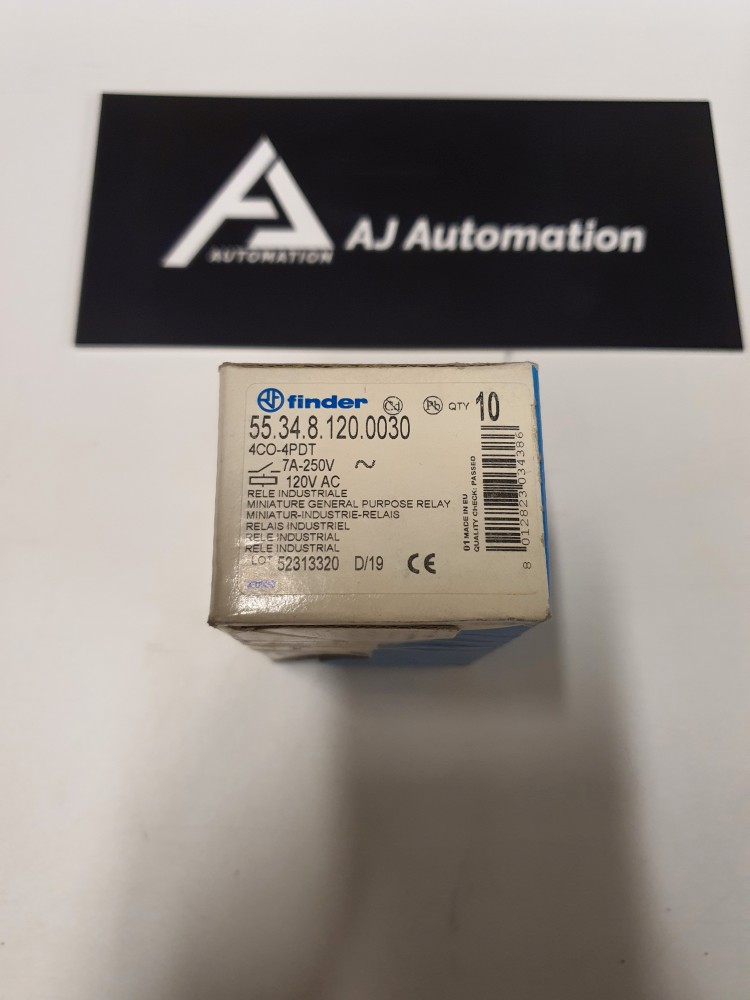 AUTOMATION
AJ Automation
finder Cd Pb QTY 10
55.34.8.120.0030
4CO-4PDT
7A-250V ~
120V AC
RELE INDUSTRIALE
MINIATURE GENERAL PURPOSE RELAY
MINIATUR-INDUSTRIE-RELAIS
RELAIS INDUSTRIEL
RELE INDUSTRIAL
RELE INDUSTRIAL
LOT 52313320 D/19 CE
01 MADE IN EU
QUALITY CHECK: PASSED
8 012823 034386